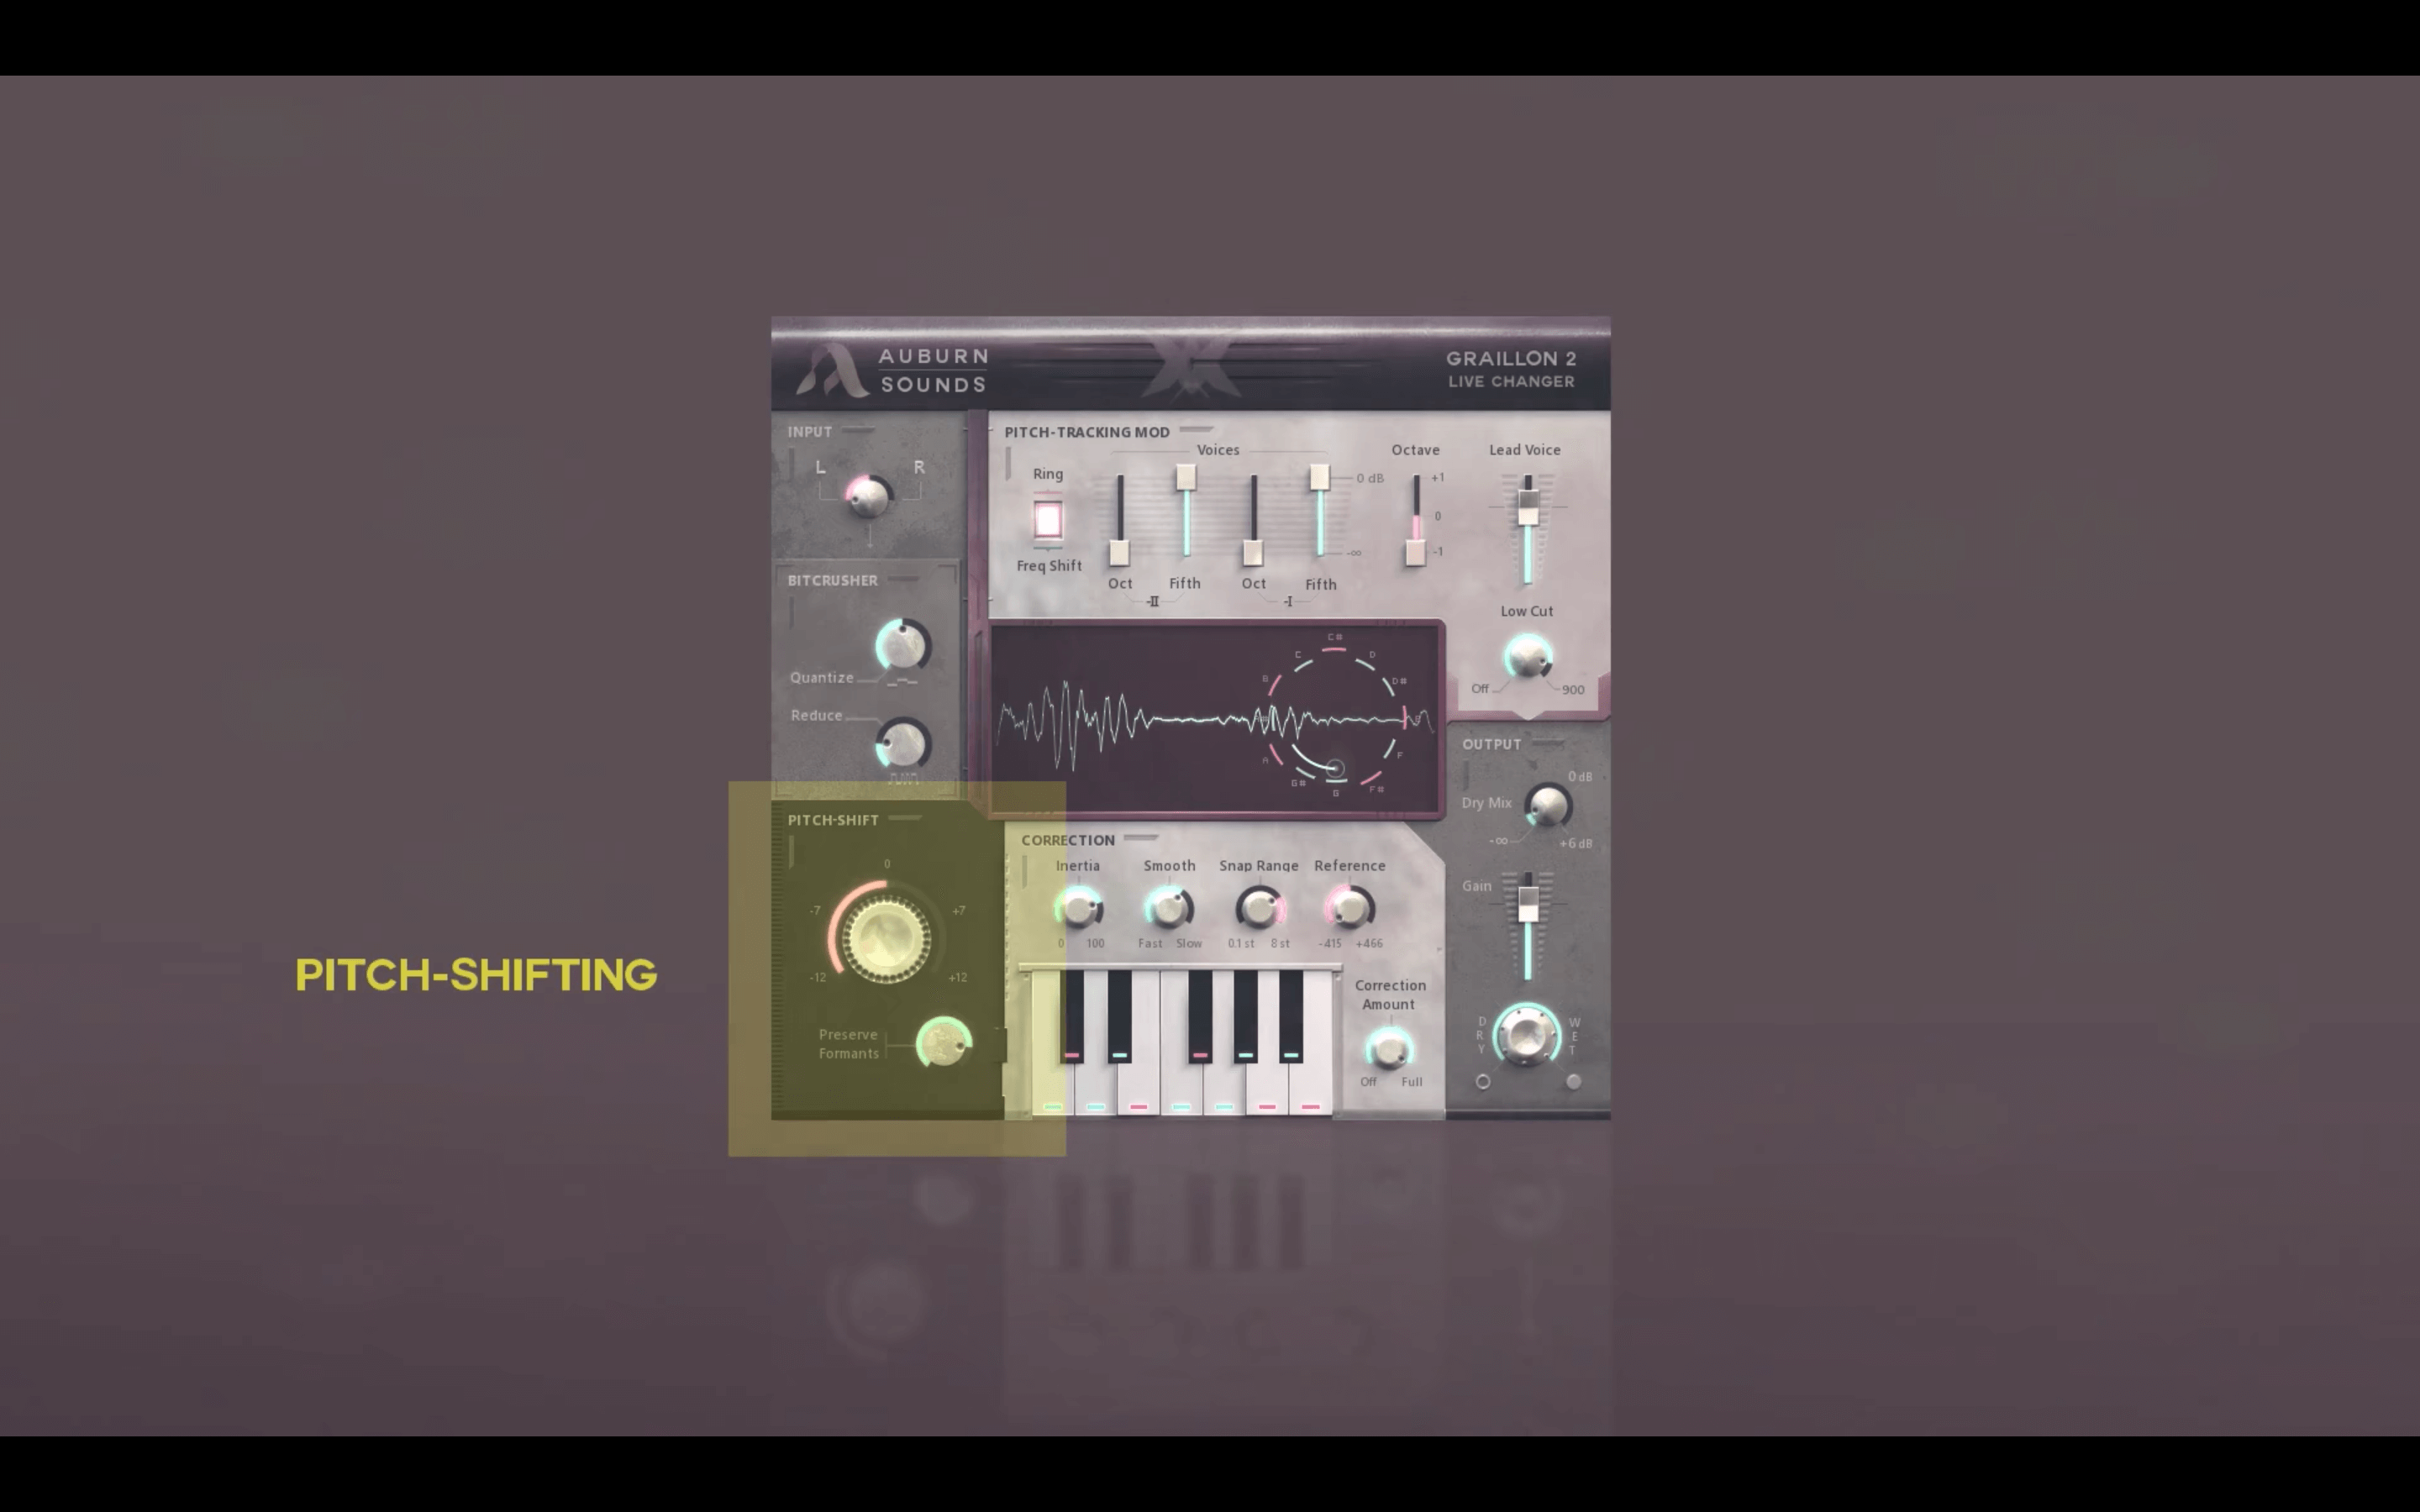 AUBURN
SOUNDS
GRAILLON 2
LIVE CHANGER
INPUT
L R
BITCRUSHER
Quantize
Reduce
PITCH-TRACKING MOD
Voices
Octave
Lead Voice
Ring
Freq Shift
0 dB
-∞
+1
0
-1
Oct Fifth Oct Fifth
-II -I
Low Cut
Off 900
C#
C D
B D#
E
A F
G# F#
G
PITCH-SHIFT
0
-7 +7
-12 +12
Preserve
Formants
PITCH-SHIFTING
CORRECTION
Inertia Smooth Snap Range Reference
0 100 Fast Slow 0.1 st 8 st -415 +466
Correction
Amount
Off Full
OUTPUT
0 dB
Dry Mix
-∞ +6 dB
Gain
DRY WET